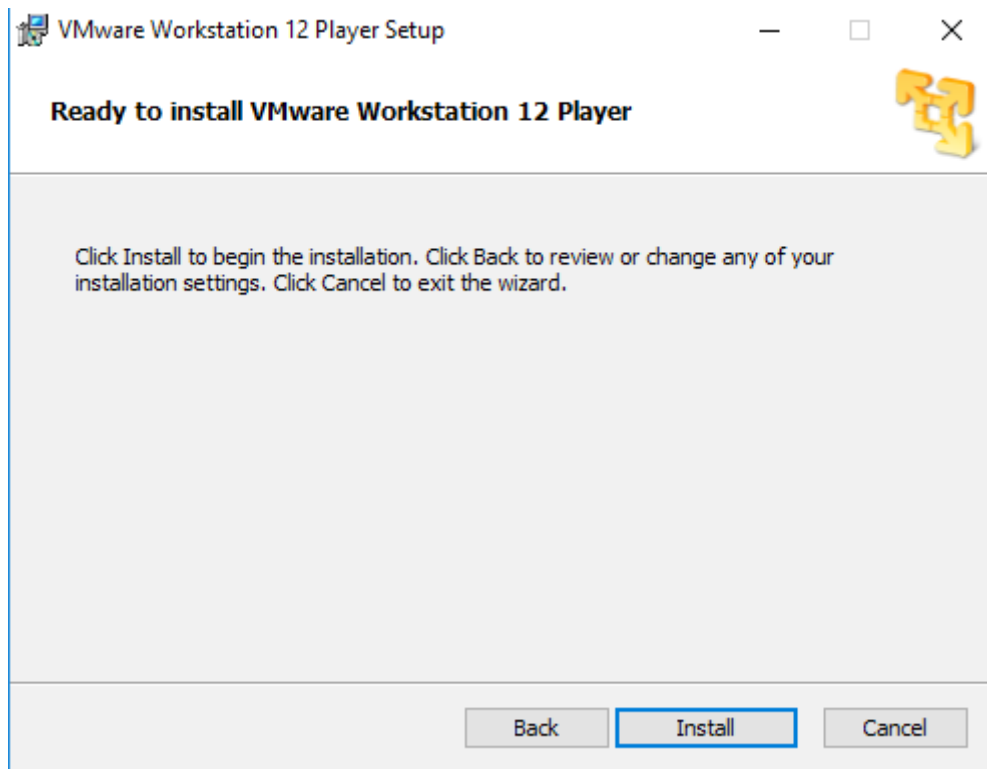 VMware Workstation 12 Player Setup
Ready to install VMware Workstation 12 Player
Click Install to begin the installation. Click Back to review or change any of your
installation settings. Click Cancel to exit the wizard.
Back Install Cancel